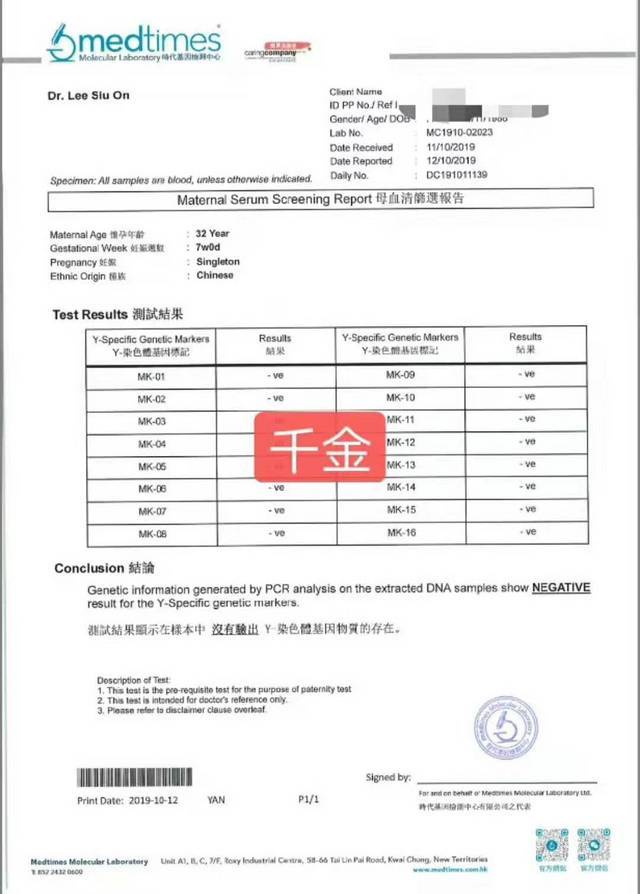 medtimes
Molecular Laboratory 時代基因檢測中心
caringcompany
Dr. Lee Siu On
Client Name
ID PP No./ Ref
Gender/ Age/ DOB
Lab No. : MC1910-02023
Date Received : 11/10/2019
Date Reported : 12/10/2019
Daily No. : DC191011139
Specimen: All samples are blood, unless otherwise indicated.
Maternal Serum Screening Report 母血清篩選報告
Maternal Age 懷孕年齡 : 32 Year
Gestational Week 妊娠週數 : 7w0d
Pregnancy 妊娠 : Singleton
Ethnic Origin 種族 : Chinese
Test Results 測試結果
Y-Specific Genetic Markers Results Y-Specific Genetic Markers Results
Y-染色體基因標記 結果 Y-染色體基因標記 結果
MK-01 - ve MK-09 - ve
MK-02 - ve MK-10 - ve
MK-03 MK-11 - ve
MK-04 MK-12 - ve
MK-05 MK-13 - ve
MK-06 - ve MK-14 - ve
MK-07 - ve MK-15 - ve
MK-08 - ve MK-16 - ve
千金
Conclusion 結論
Genetic information generated by PCR analysis on the extracted DNA samples show NEGATIVE
result for the Y-Specific genetic markers.
測試結果顯示在樣本中 沒有驗出 Y-染色體基因物質的存在。
Description of Test:
1. This test is the pre-requisite test for the purpose of paternity test
2. This test is intended for doctor's reference only.
3. Please refer to disclaimer clause overleaf.
Medtimes Molecular Laboratory
時代基因檢測中心
Signed by:
Print Date: 2019-10-12 YAN P1/1
For and on behalf of Medtimes Molecular Laboratory Ltd.
時代基因檢測中心有限公司之代表
Medtimes Molecular Laboratory Unit A1, B, C, 7/F, Roxy Industrial Centre, 58-66 Tai Lin Pai Road, Kwai Chung, New Territories
T: 852 2432 0600 www.medtimes.com.hk
官方微信 官方微博